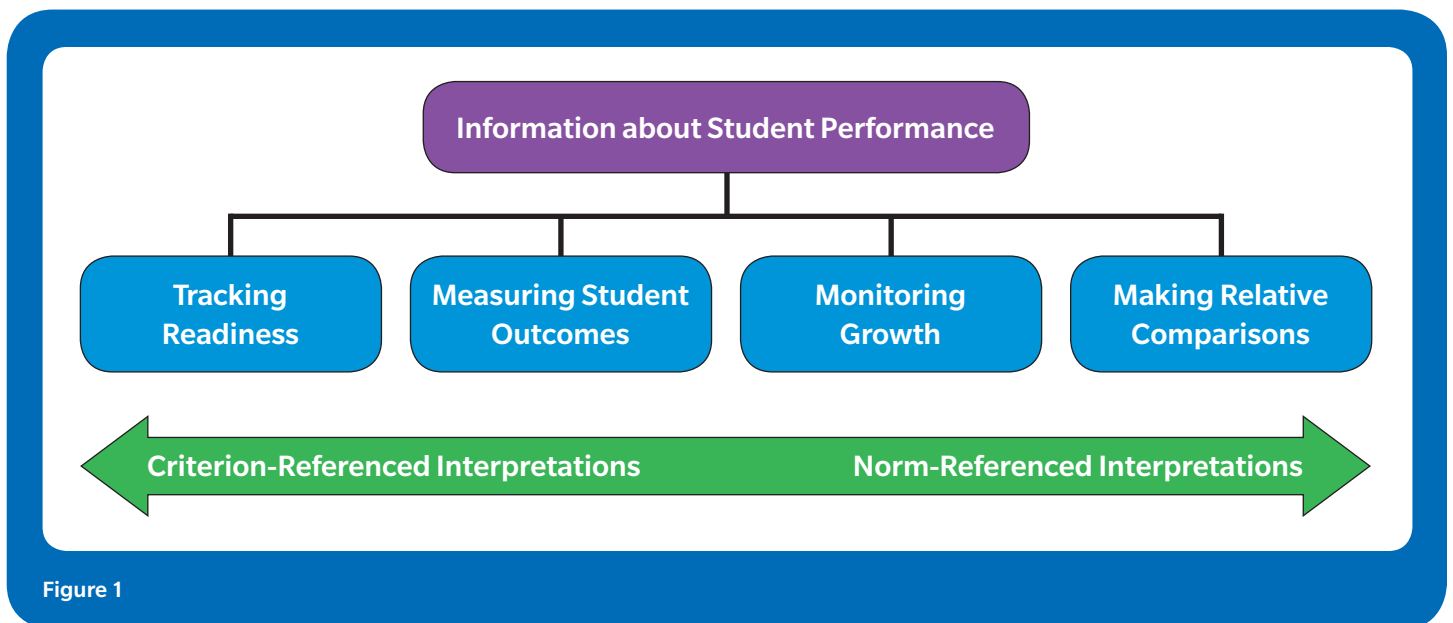 Information about Student Performance
Tracking
Readiness
Measuring Student
Outcomes
Monitoring
Growth
Making Relative
Comparisons
Criterion-Referenced Interpretations
Norm-Referenced Interpretations
Figure 1